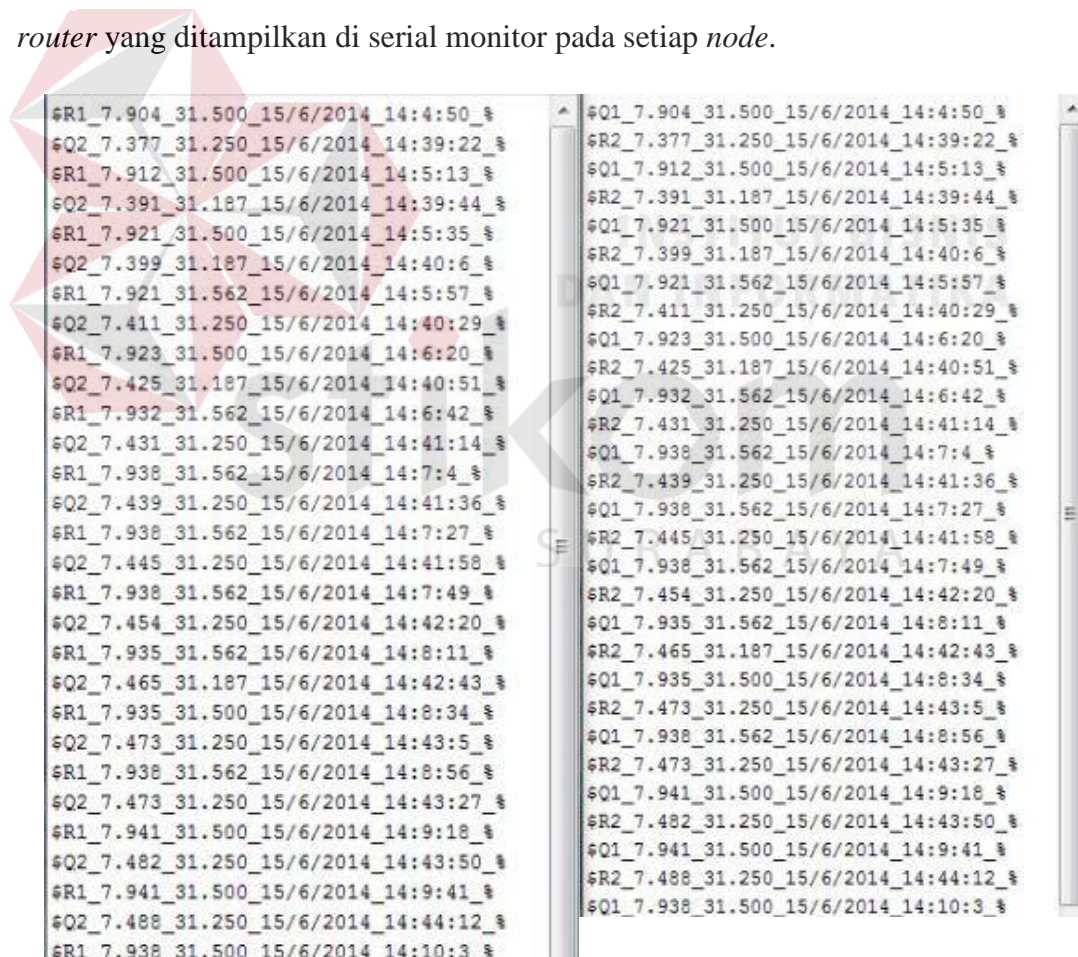 router yang ditampilkan di serial monitor pada setiap node.
$R1_7.904_31.500_15/6/2014_14:4:50_%
$Q2_7.377_31.250_15/6/2014_14:39:22_%
$R1_7.912_31.500_15/6/2014_14:5:13_%
$Q2_7.391_31.187_15/6/2014_14:39:44_%
$R1_7.921_31.500_15/6/2014_14:5:35_%
$Q2_7.399_31.187_15/6/2014_14:40:6_%
$R1_7.921_31.562_15/6/2014_14:5:57_%
$Q2_7.411_31.250_15/6/2014_14:40:29_%
$R1_7.923_31.500_15/6/2014_14:6:20_%
$Q2_7.425_31.187_15/6/2014_14:40:51_%
$R1_7.932_31.562_15/6/2014_14:6:42_%
$Q2_7.431_31.250_15/6/2014_14:41:14_%
$R1_7.938_31.562_15/6/2014_14:7:4_%
$Q2_7.439_31.250_15/6/2014_14:41:36_%
$R1_7.938_31.562_15/6/2014_14:7:27_%
$Q2_7.445_31.250_15/6/2014_14:41:58_%
$R1_7.938_31.562_15/6/2014_14:7:49_%
$Q2_7.454_31.250_15/6/2014_14:42:20_%
$R1_7.935_31.562_15/6/2014_14:8:11_%
$Q2_7.465_31.187_15/6/2014_14:42:43_%
$R1_7.935_31.500_15/6/2014_14:8:34_%
$Q2_7.473_31.250_15/6/2014_14:43:5_%
$R1_7.938_31.562_15/6/2014_14:8:56_%
$Q2_7.473_31.250_15/6/2014_14:43:27_%
$R1_7.941_31.500_15/6/2014_14:9:18_%
$Q2_7.482_31.250_15/6/2014_14:43:50_%
$R1_7.941_31.500_15/6/2014_14:9:41_%
$Q2_7.488_31.250_15/6/2014_14:44:12_%
$R1_7.938_31.500_15/6/2014_14:10:3_%
$Q1_7.904_31.500_15/6/2014_14:4:50_%
$R2_7.377_31.250_15/6/2014_14:39:22_%
$Q1_7.912_31.500_15/6/2014_14:5:13_%
$R2_7.391_31.187_15/6/2014_14:39:44_%
$Q1_7.921_31.500_15/6/2014_14:5:35_%
$R2_7.399_31.187_15/6/2014_14:40:6_%
$Q1_7.921_31.562_15/6/2014_14:5:57_%
$R2_7.411_31.250_15/6/2014_14:40:29_%
$Q1_7.923_31.500_15/6/2014_14:6:20_%
$R2_7.425_31.187_15/6/2014_14:40:51_%
$Q1_7.932_31.562_15/6/2014_14:6:42_%
$R2_7.431_31.250_15/6/2014_14:41:14_%
$Q1_7.938_31.562_15/6/2014_14:7:4_%
$R2_7.439_31.250_15/6/2014_14:41:36_%
$Q1_7.938_31.562_15/6/2014_14:7:27_%
$R2_7.445_31.250_15/6/2014_14:41:58_%
$Q1_7.938_31.562_15/6/2014_14:7:49_%
$R2_7.454_31.250_15/6/2014_14:42:20_%
$Q1_7.935_31.562_15/6/2014_14:8:11_%
$R2_7.465_31.187_15/6/2014_14:42:43_%
$Q1_7.935_31.500_15/6/2014_14:8:34_%
$R2_7.473_31.250_15/6/2014_14:43:5_%
$Q1_7.938_31.562_15/6/2014_14:8:56_%
$R2_7.473_31.250_15/6/2014_14:43:27_%
$Q1_7.941_31.500_15/6/2014_14:9:18_%
$R2_7.482_31.250_15/6/2014_14:43:50_%
$Q1_7.941_31.500_15/6/2014_14:9:41_%
$R2_7.488_31.250_15/6/2014_14:44:12_%
$Q1_7.938_31.500_15/6/2014_14:10:3_%
DAN INFORMATIKA
stikom
SURABAYA